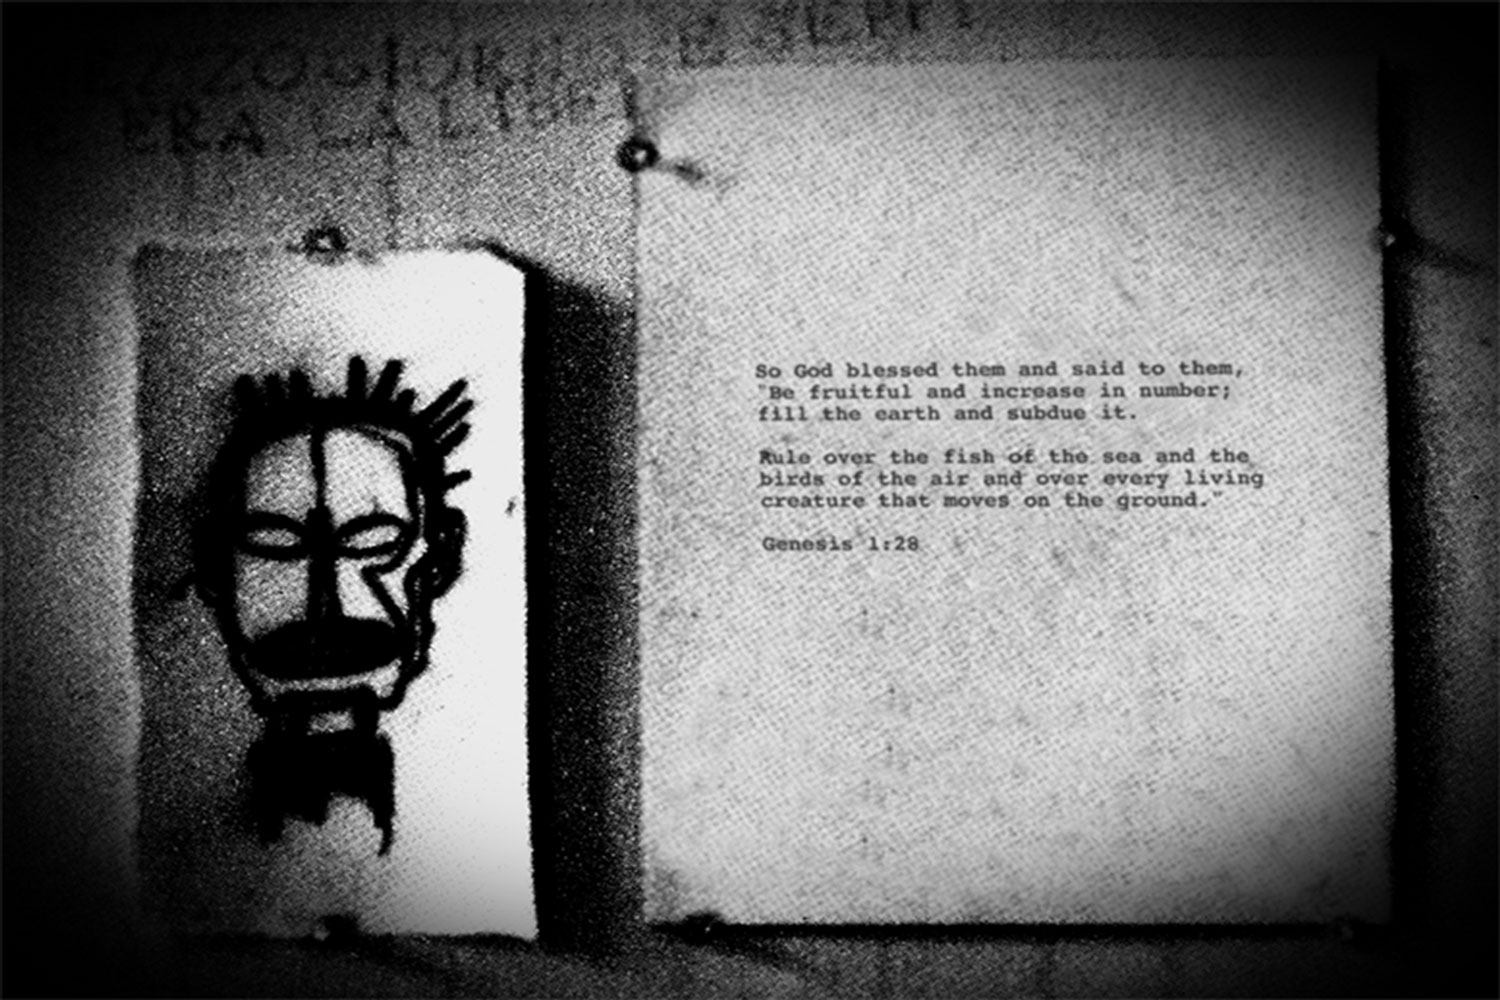 ERA LA
So God blessed them and said to them,
"Be fruitful and increase in number;
fill the earth and subdue it.
Rule over the fish of the sea and the
birds of the air and over every living
creature that moves on the ground."
Genesis 1:28